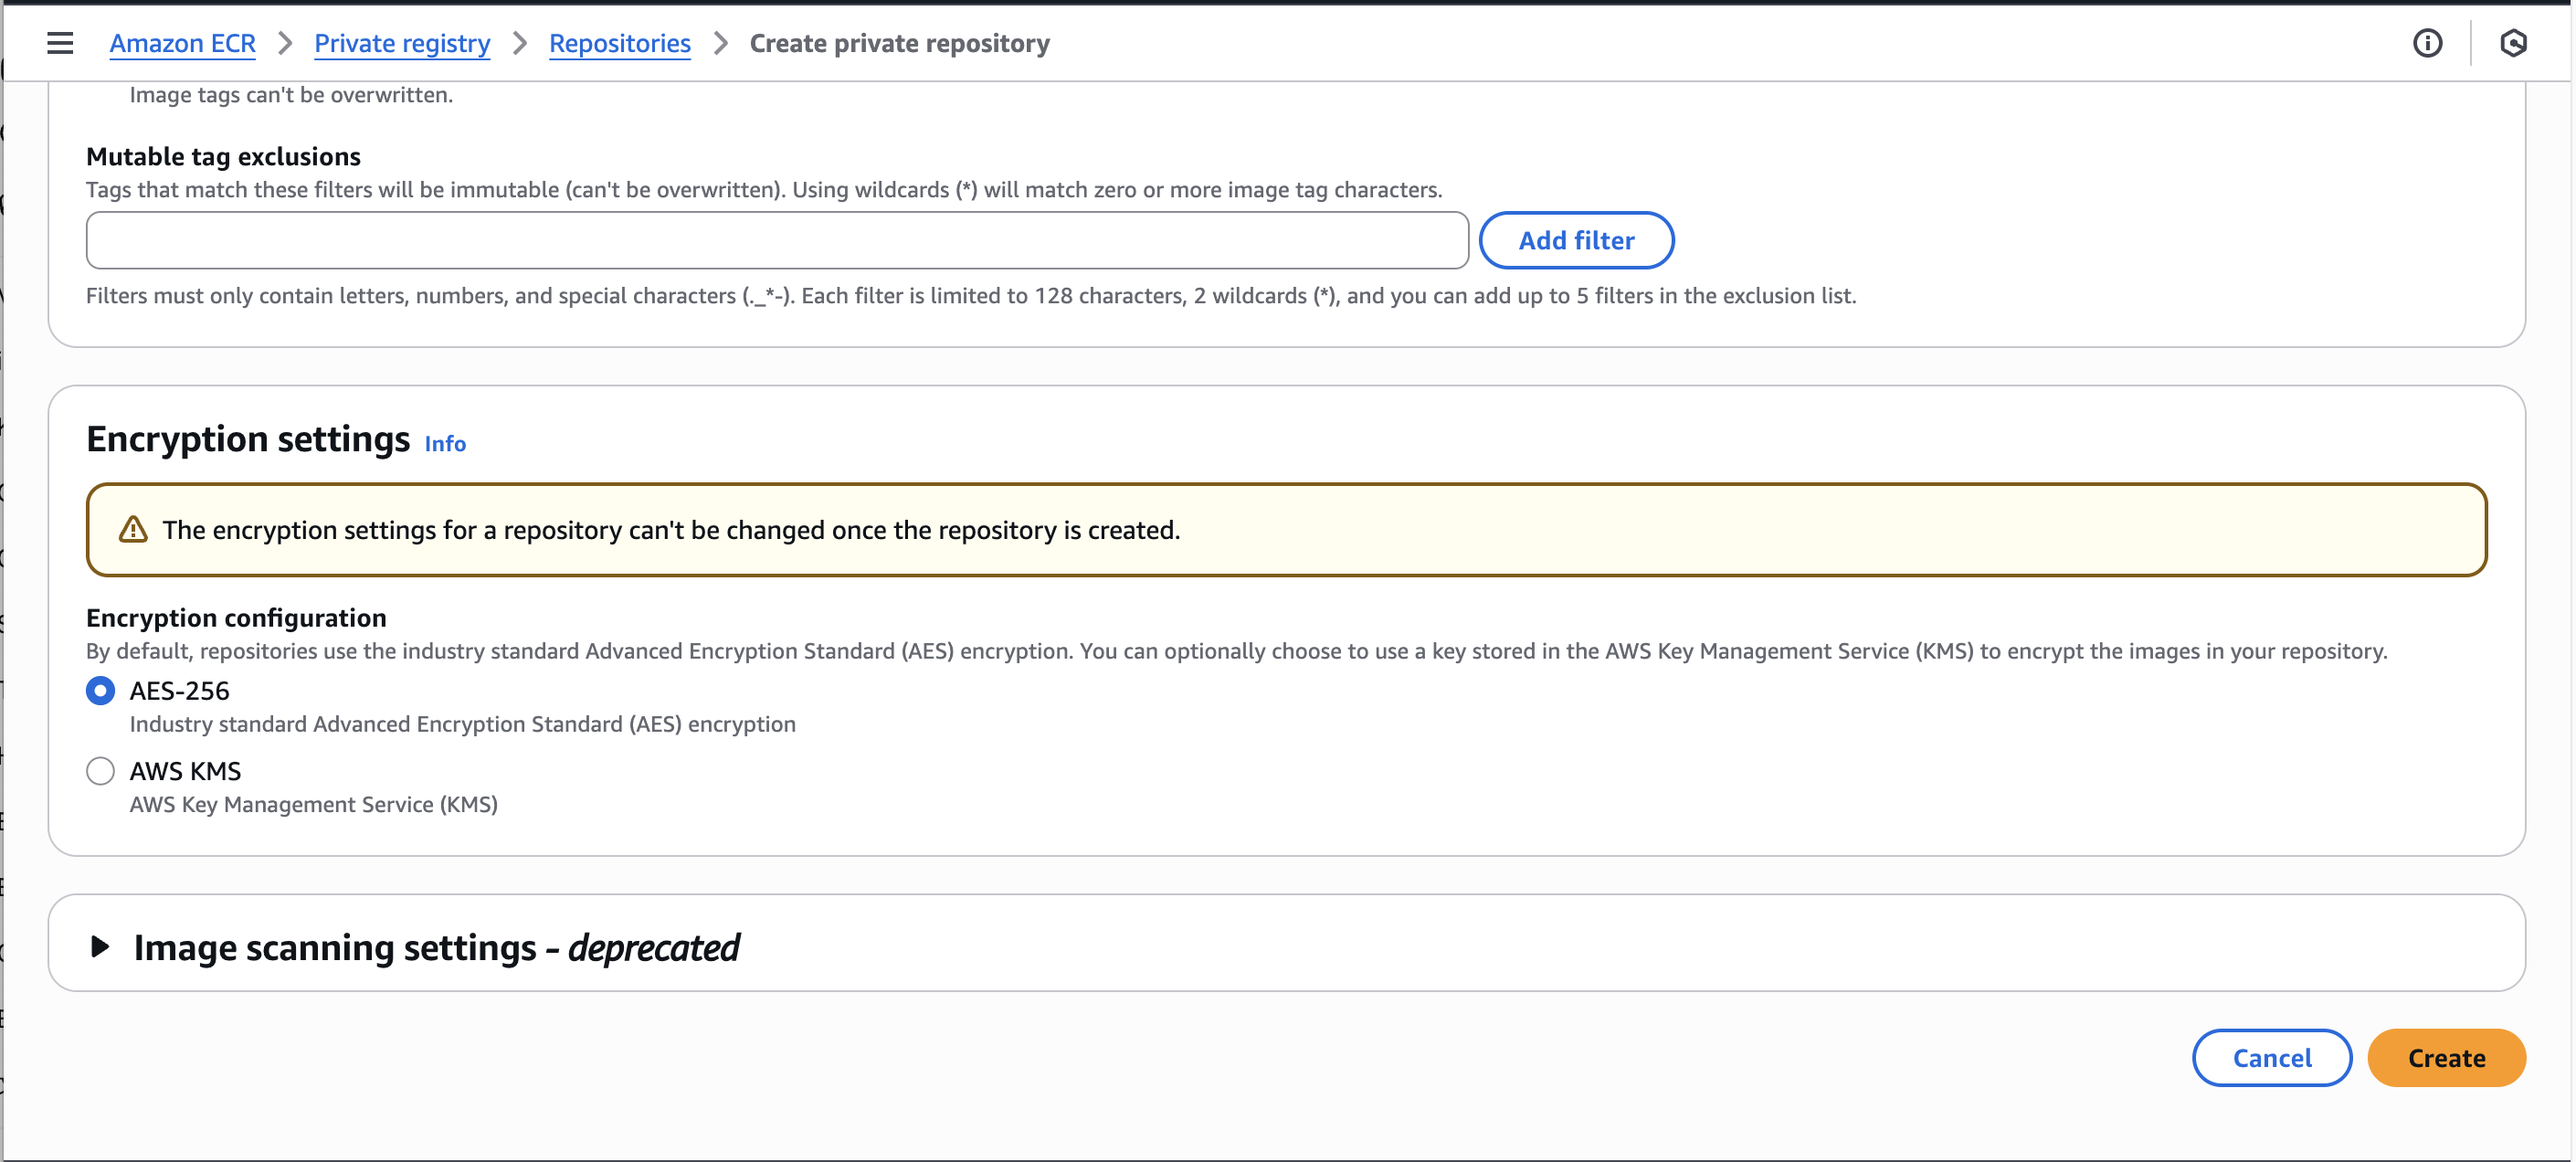 Amazon ECR > Private registry > Repositories > Create private repository
Image tags can't be overwritten.
Mutable tag exclusions
Tags that match these filters will be immutable (can't be overwritten). Using wildcards (*) will match zero or more image tag characters.
Add filter
Filters must only contain letters, numbers, and special characters (._*-). Each filter is limited to 128 characters, 2 wildcards (*), and you can add up to 5 filters in the exclusion list.
Encryption settings Info
The encryption settings for a repository can't be changed once the repository is created.
Encryption configuration
By default, repositories use the industry standard Advanced Encryption Standard (AES) encryption. You can optionally choose to use a key stored in the AWS Key Management Service (KMS) to encrypt the images in your repository.
AES-256
Industry standard Advanced Encryption Standard (AES) encryption
AWS KMS
AWS Key Management Service (KMS)
Image scanning settings - deprecated
Cancel Create